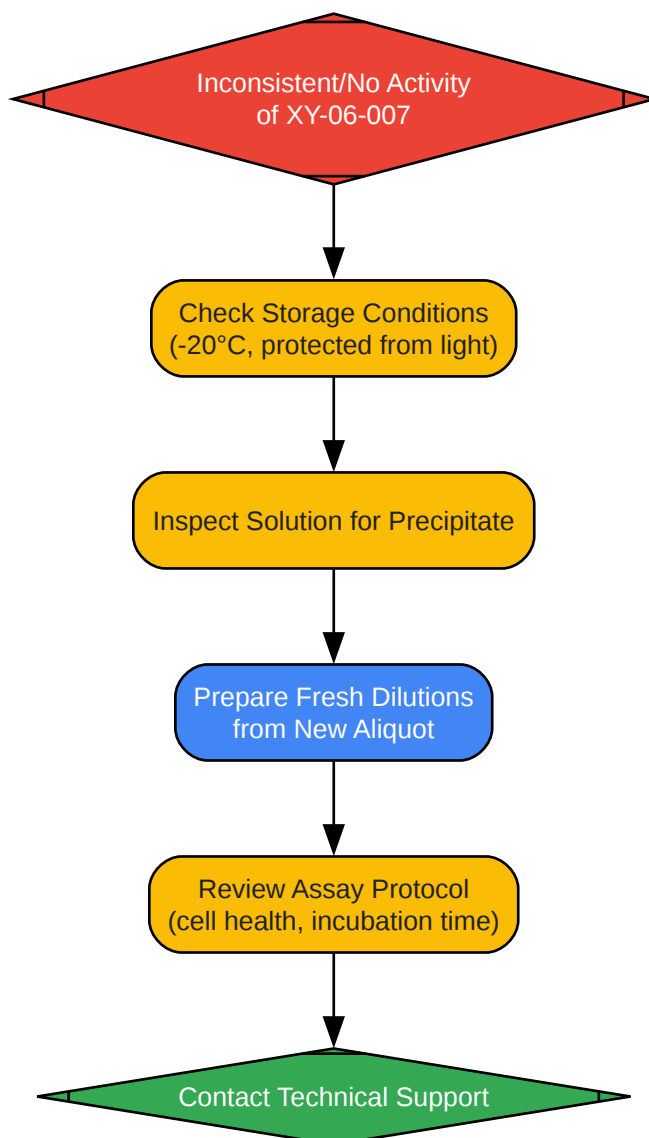 Inconsistent/No Activity
of XY-06-007
Check Storage Conditions
(-20°C, protected from light)
Inspect Solution for Precipitate
Prepare Fresh Dilutions
from New Aliquot
Review Assay Protocol
(cell health, incubation time)
Contact Technical Support